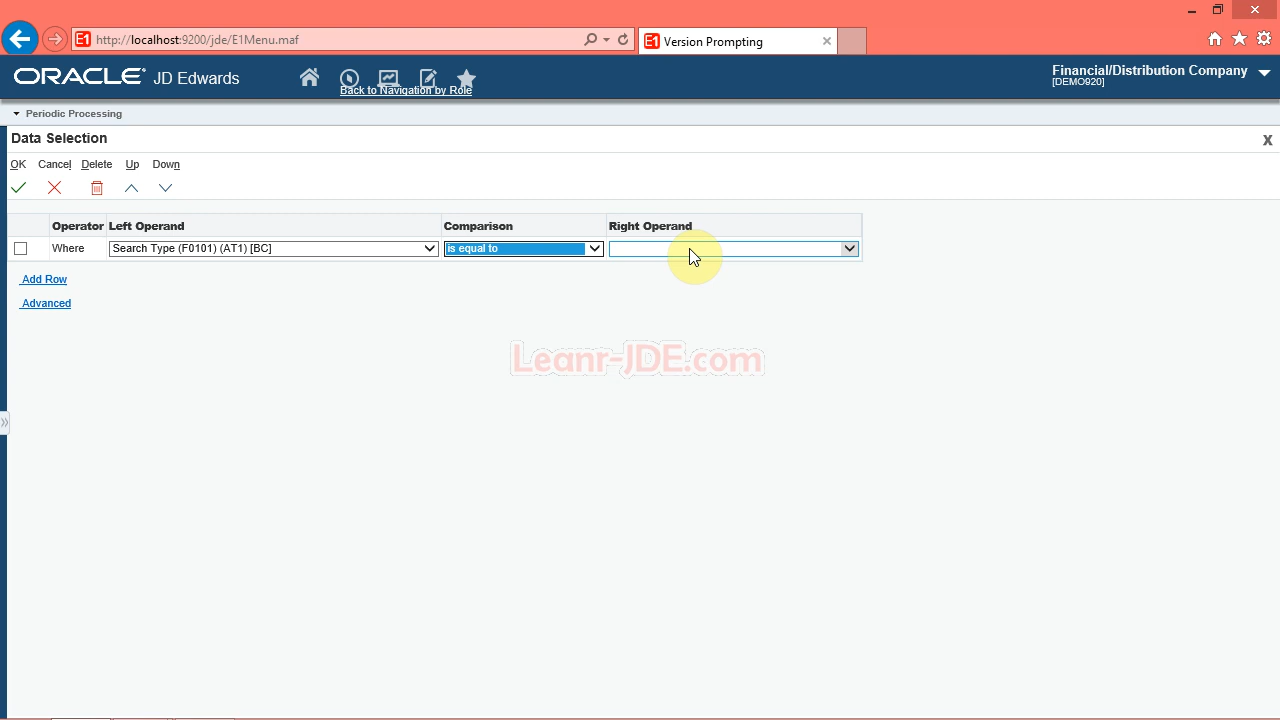 http://localhost:9200/jde/E1Menu.maf
E1 Version Prompting
ORACLE JD Edwards
Back to Navigation by Role
Financial/Distribution Company
[DEMO920]
Periodic Processing
Data Selection
X
OK Cancel Delete Up Down
Operator Left Operand Comparison Right Operand
Where Search Type (F0101) (AT1) [BC] is equal to
Add Row
Advanced
Leanr-JDE.com